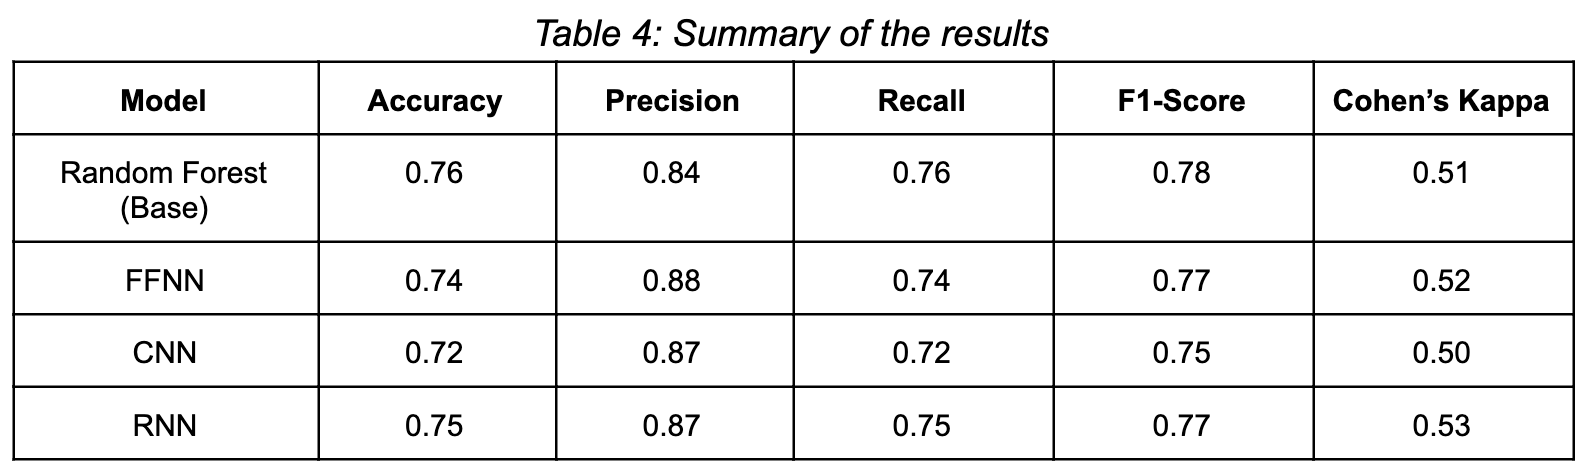 Table 4: Summary of the results
Model Accuracy Precision Recall F1-Score Cohen’s Kappa
Random Forest (Base) 0.76 0.84 0.76 0.78 0.51
FFNN 0.74 0.88 0.74 0.77 0.52
CNN 0.72 0.87 0.72 0.75 0.50
RNN 0.75 0.87 0.75 0.77 0.53